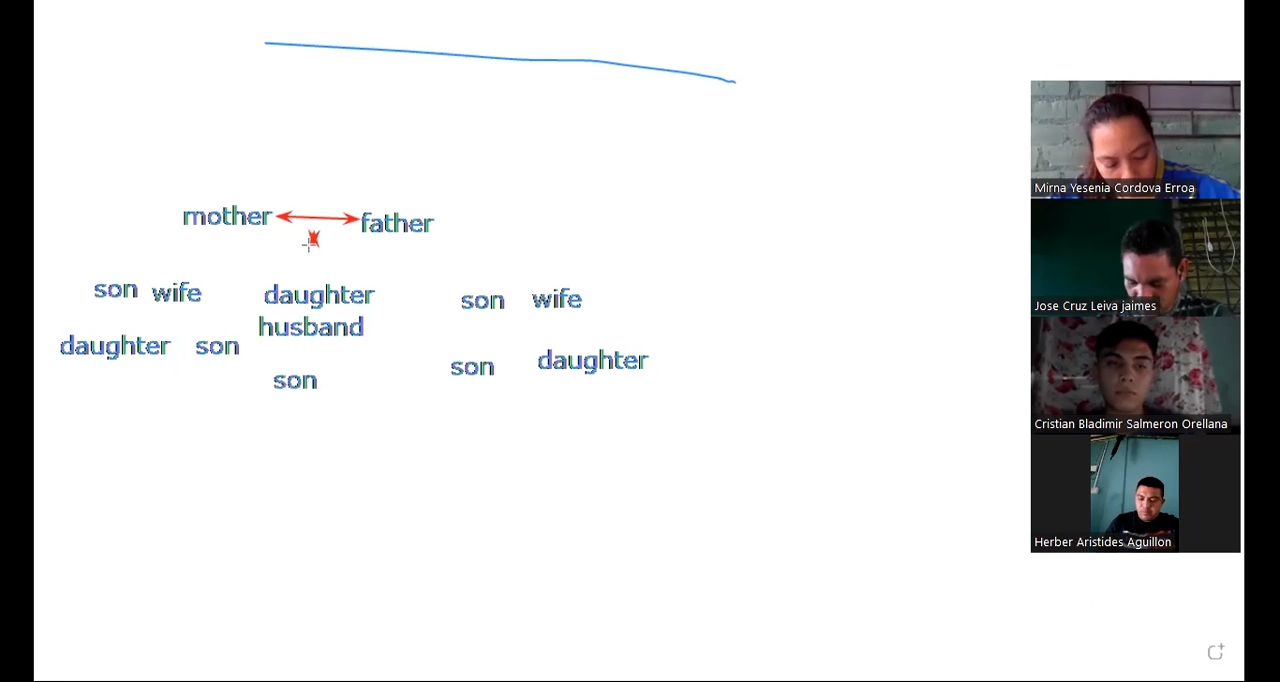 mother father
son wife daughter son wife
husband
daughter son son daughter
son
Mirna Yesenia Cordova Erroa
Jose Cruz Leiva jaimes
Cristian Bladimir Salmeron Orellana
Herber Aristides Aguillon